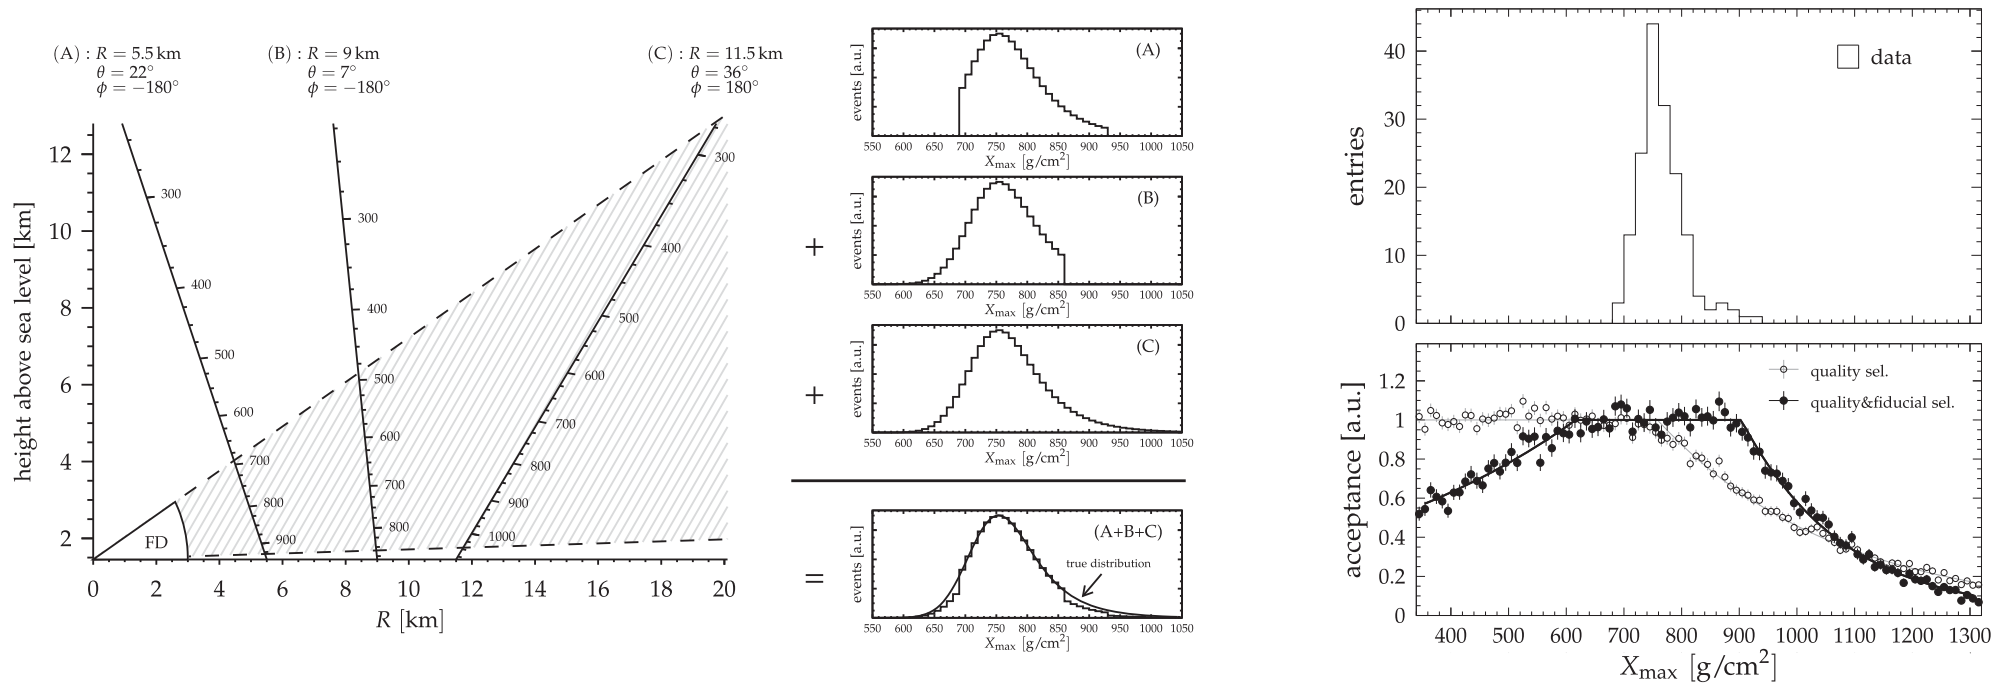 (A) : R = 5.5 km
θ = 22°
ϕ = −180°
(B) : R = 9 km
θ = 7°
ϕ = −180°
(C) : R = 11.5 km
θ = 36°
ϕ = 180°
height above sea level [km]
12
10
8
6
4
2
300
400
500
600
700
800
900
300
400
500
600
700
800
300
400
500
600
700
800
900
1000
FD
0 2 4 6 8 10 12 14 16 18 20
R [km]
events [a.u.]
(A)
550 600 650 700 750 800 850 900 950 1000 1050
Xmax [g/cm²]
+
events [a.u.]
(B)
550 600 650 700 750 800 850 900 950 1000 1050
Xmax [g/cm²]
+
events [a.u.]
(C)
550 600 650 700 750 800 850 900 950 1000 1050
Xmax [g/cm²]
=
events [a.u.]
(A+B+C)
true distribution
550 600 650 700 750 800 850 900 950 1000 1050
Xmax [g/cm²]
entries
40
30
20
10
0
data
acceptance [a.u.]
12
1
0.8
0.6
0.4
0.2
0
quality sel.
quality&fiducial sel.
400 500 600 700 800 900 1000 1100 1200 1300
Xmax [g/cm²]